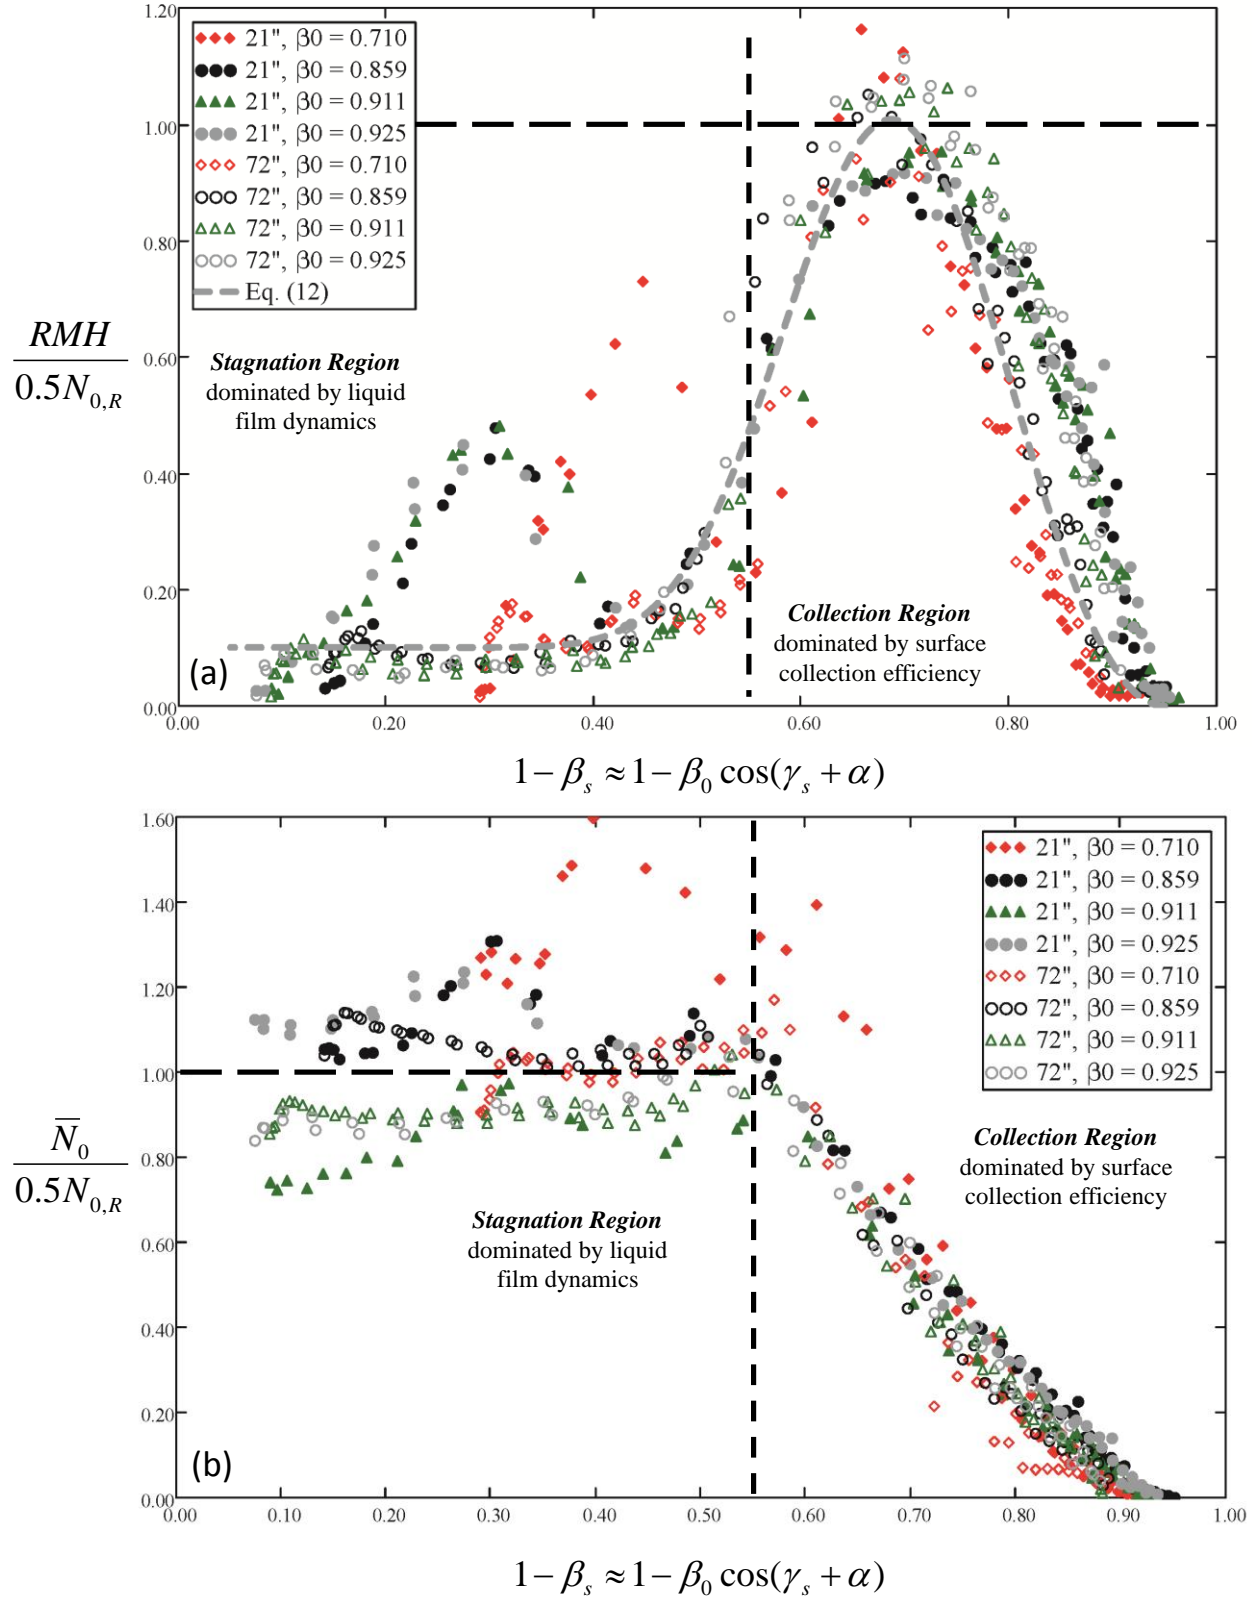 1.20
1.00
0.80
0.60
0.40
0.20
0.00
RMH
0.5N0,R
21", β0 = 0.710
21", β0 = 0.859
21", β0 = 0.911
21", β0 = 0.925
72", β0 = 0.710
72", β0 = 0.859
72", β0 = 0.911
72", β0 = 0.925
Eq. (12)
Stagnation Region
dominated by liquid
film dynamics
Collection Region
dominated by surface
collection efficiency
(a)
0.00 0.20 0.40 0.60 0.80 1.00
1 − βs ≈ 1 − β0 cos(γs + α)
1.60
1.40
1.20
1.00
0.80
0.60
0.40
0.20
0.00
N̅0
0.5N0,R
21", β0 = 0.710
21", β0 = 0.859
21", β0 = 0.911
21", β0 = 0.925
72", β0 = 0.710
72", β0 = 0.859
72", β0 = 0.911
72", β0 = 0.925
Collection Region
dominated by surface
collection efficiency
Stagnation Region
dominated by liquid
film dynamics
(b)
0.00 0.10 0.20 0.30 0.40 0.50 0.60 0.70 0.80 0.90 1.00
1 − βs ≈ 1 − β0 cos(γs + α)